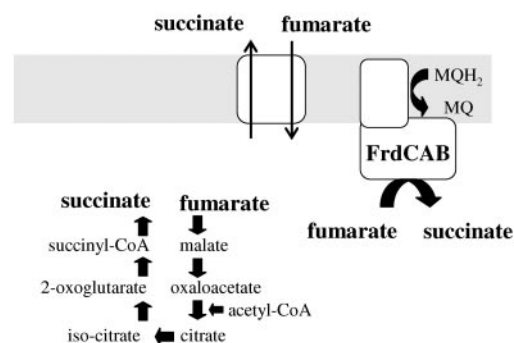 succinate fumarate
MQH2
MQ
FrdCAB
fumarate succinate
succinate fumarate
succinyl-CoA malate
2-oxoglutarate oxaloacetate
acetyl-CoA
iso-citrate citrate